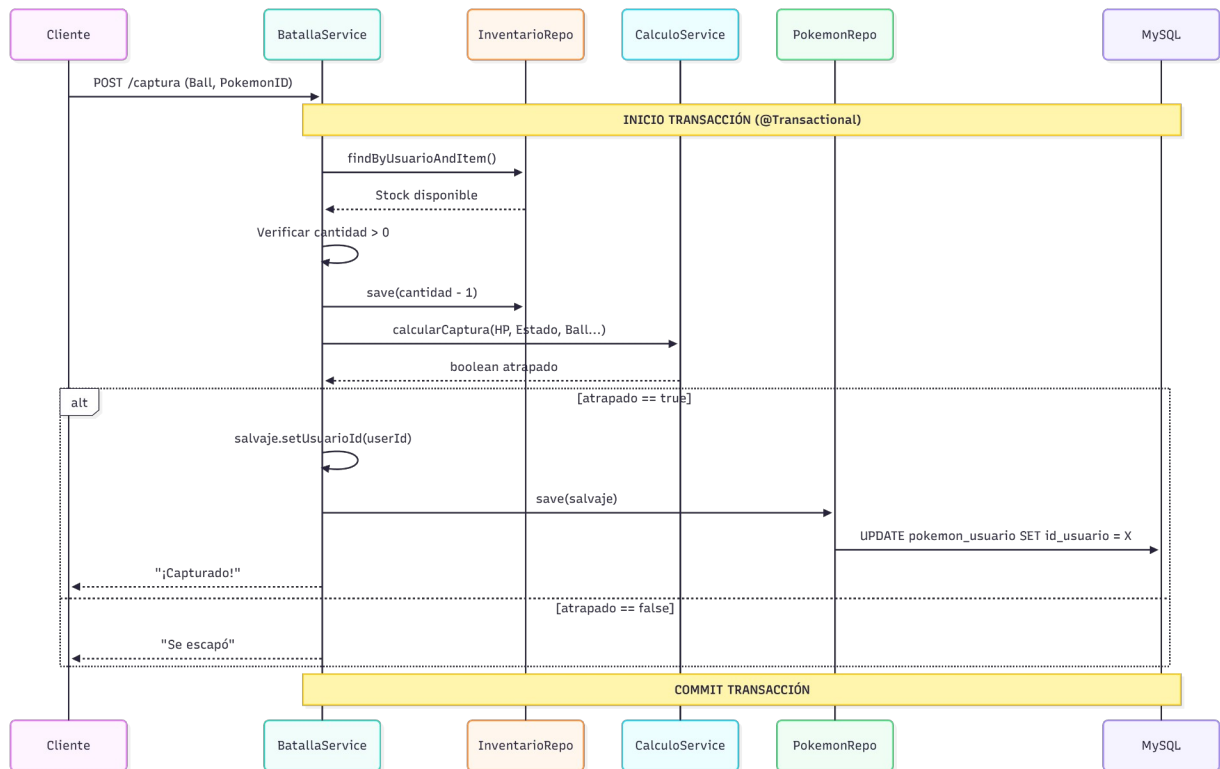 Cliente
BatallaService
InventarioRepo
CalculoService
PokemonRepo
MySQL
POST /captura (Ball, PokemonID)
INICIO TRANSACCIÓN (@Transactional)
findByUsuarioAndItem()
Stock disponible
Verificar cantidad > 0
save(cantidad - 1)
calcularCaptura(HP, Estado, Ball...)
boolean atrapado
alt
[atrapado == true]
salvaje.setUsuarioId(userId)
save(salvaje)
UPDATE pokemon_usuario SET id_usuario = X
"¡Capturado!"
[atrapado == false]
"Se escapó"
COMMIT TRANSACCIÓN
Cliente
BatallaService
InventarioRepo
CalculoService
PokemonRepo
MySQL